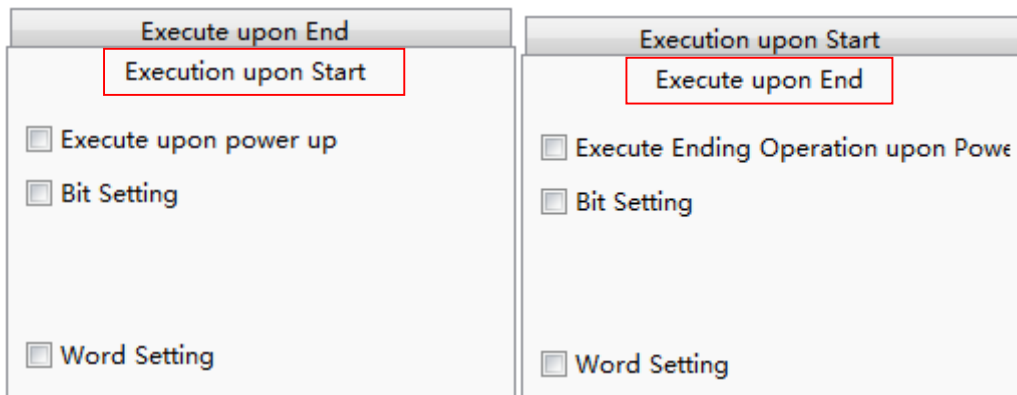 Execute upon End
Execution upon Start
Execute upon power up
Bit Setting
Word Setting
Execution upon Start
Execute upon End
Execute Ending Operation upon Powe
Bit Setting
Word Setting